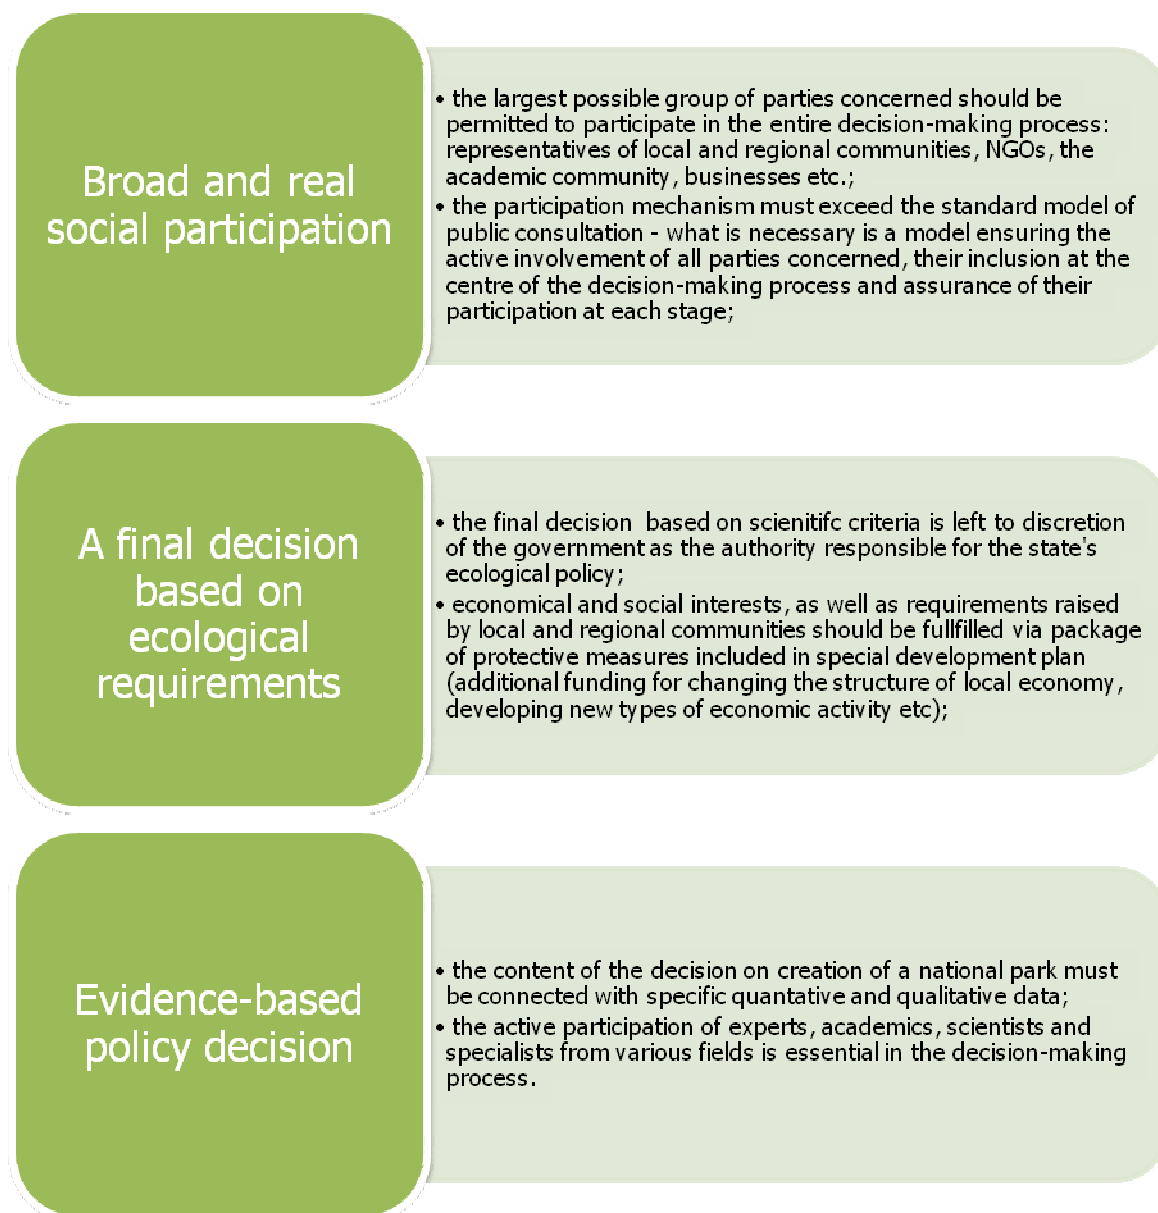 Broad and real
social participation
• the largest possible group of parties concerned should be
permitted to participate in the entire decision-making process:
representatives of local and regional communities, NGOs, the
academic community, businesses etc.;
• the participation mechanism must exceed the standard model of
public consultation - what is necessary is a model ensuring the
active involvement of all parties concerned, their inclusion at the
centre of the decision-making process and assurance of their
participation at each stage;
A final decision
based on
ecological
requirements
• the final decision  based on scienitifc criteria is left to discretion
of the government as the authority responsible for the state's
ecological policy;
• economical and social interests, as well as requirements raised
by local and regional communities should be fullfilled via package
of protective measures included in special development plan
(additional funding for changing the structure of local economy,
developing new types of economic activity etc);
Evidence-based
policy decision
• the content of the decision on creation of a national park must
be connected with specific quantative and qualitative data;
• the active participation of experts, academics, scientists and
specialists from various fields is essential in the decision-making
process.